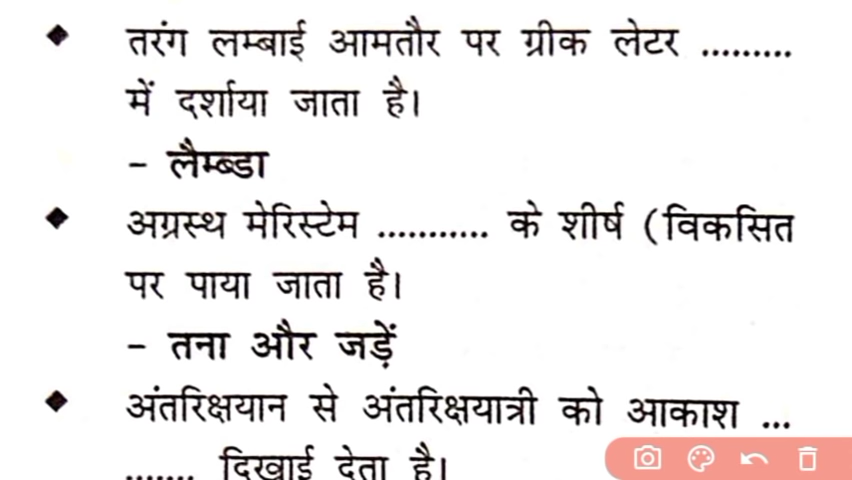 ◆ तरंग लम्बाई आमतौर पर ग्रीक लेटर .........
में दर्शाया जाता है।
- लैम्ब्डा
◆ अग्रस्थ मेरिस्टेम ........... के शीर्ष (विकसित
पर पाया जाता है।
- तना और जड़ें
◆ अंतरिक्षयान से अंतरिक्षयात्री को आकाश ...
....... दिखाई देता है।